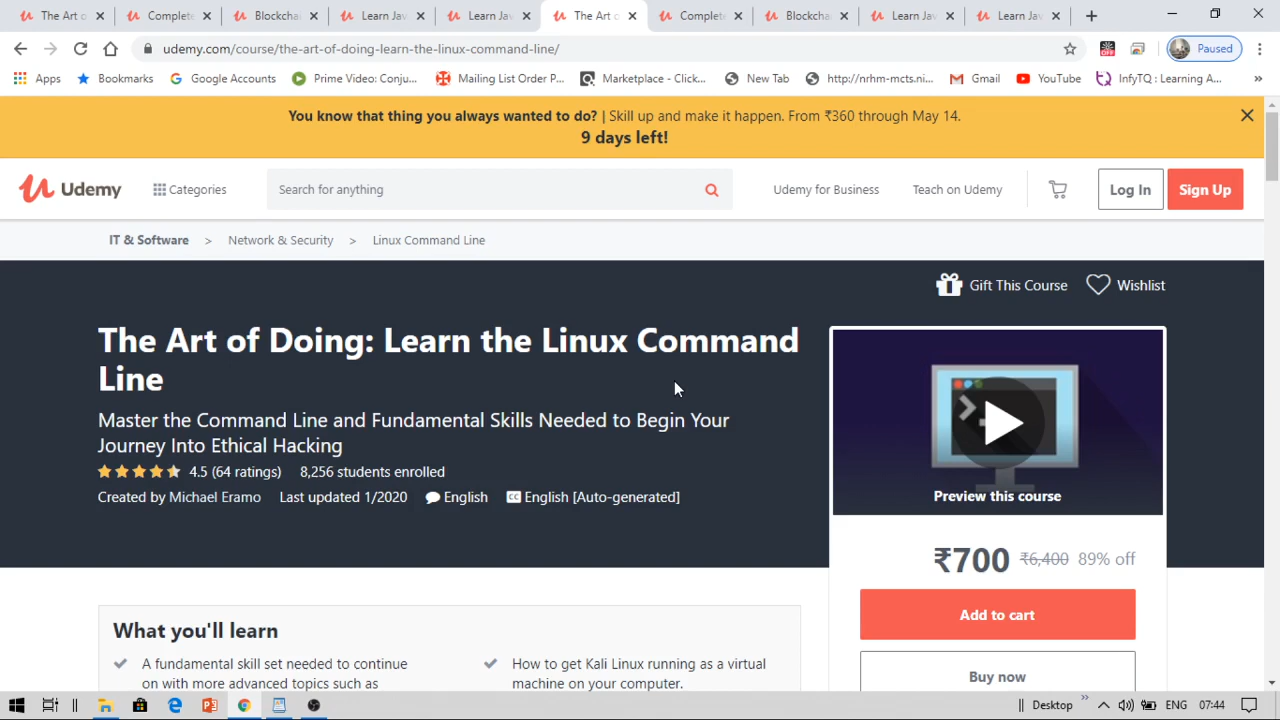 The Art o
Complete
Blockchai
Learn Jav
Learn Jav
The Art o
Complete
Blockchai
Learn Jav
Learn Jav
udemy.com/course/the-art-of-doing-learn-the-linux-command-line/
Paused
Apps Bookmarks Google Accounts Prime Video: Conju... Mailing List Order P... Marketplace - Click... New Tab http://nrhm-mcts.ni... Gmail YouTube InfyTQ : Learning A... »
You know that thing you always wanted to do? | Skill up and make it happen. From ₹360 through May 14.
9 days left!
Udemy Categories Search for anything Udemy for Business Teach on Udemy Log In Sign Up
IT & Software > Network & Security > Linux Command Line
Gift This Course Wishlist
The Art of Doing: Learn the Linux Command
Line
Master the Command Line and Fundamental Skills Needed to Begin Your
Journey Into Ethical Hacking
4.5 (64 ratings) 8,256 students enrolled
Created by Michael Eramo Last updated 1/2020 English CC English [Auto-generated]
Preview this course
₹700 ₹6,400 89% off
Add to cart
Buy now
What you'll learn
A fundamental skill set needed to continue
on with more advanced topics such as
How to get Kali Linux running as a virtual
machine on your computer.
Desktop » ENG 07:44